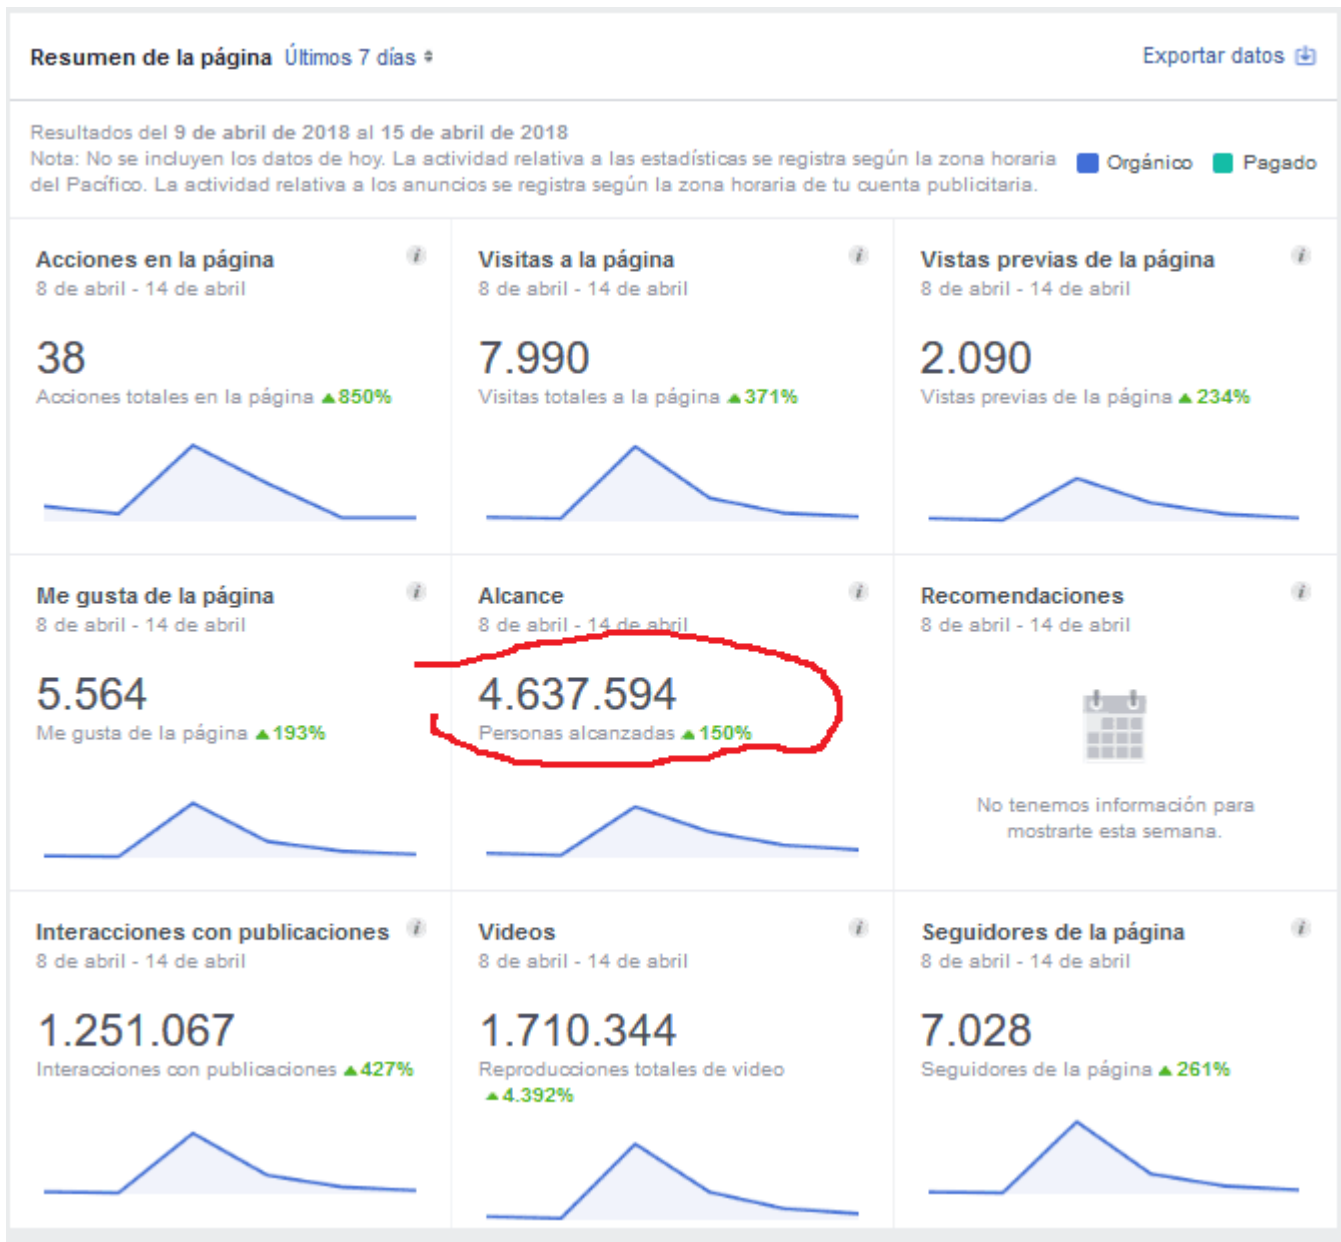 Resumen de la página Últimos 7 días
Exportar datos
Resultados del 9 de abril de 2018 al 15 de abril de 2018
Nota: No se incluyen los datos de hoy. La actividad relativa a las estadísticas se registra según la zona horaria
del Pacífico. La actividad relativa a los anuncios se registra según la zona horaria de tu cuenta publicitaria.
Orgánico Pagado
Acciones en la página
8 de abril - 14 de abril
38
Acciones totales en la página ▲850%
Visitas a la página
8 de abril - 14 de abril
7.990
Visitas totales a la página ▲371%
Vistas previas de la página
8 de abril - 14 de abril
2.090
Vistas previas de la página ▲234%
Me gusta de la página
8 de abril - 14 de abril
5.564
Me gusta de la página ▲193%
Alcance
8 de abril - 14 de abril
4.637.594
Personas alcanzadas ▲150%
Recomendaciones
8 de abril - 14 de abril
No tenemos información para
mostrarte esta semana.
Interacciones con publicaciones
8 de abril - 14 de abril
1.251.067
Interacciones con publicaciones ▲427%
Videos
8 de abril - 14 de abril
1.710.344
Reproducciones totales de video
▲4.392%
Seguidores de la página
8 de abril - 14 de abril
7.028
Seguidores de la página ▲261%